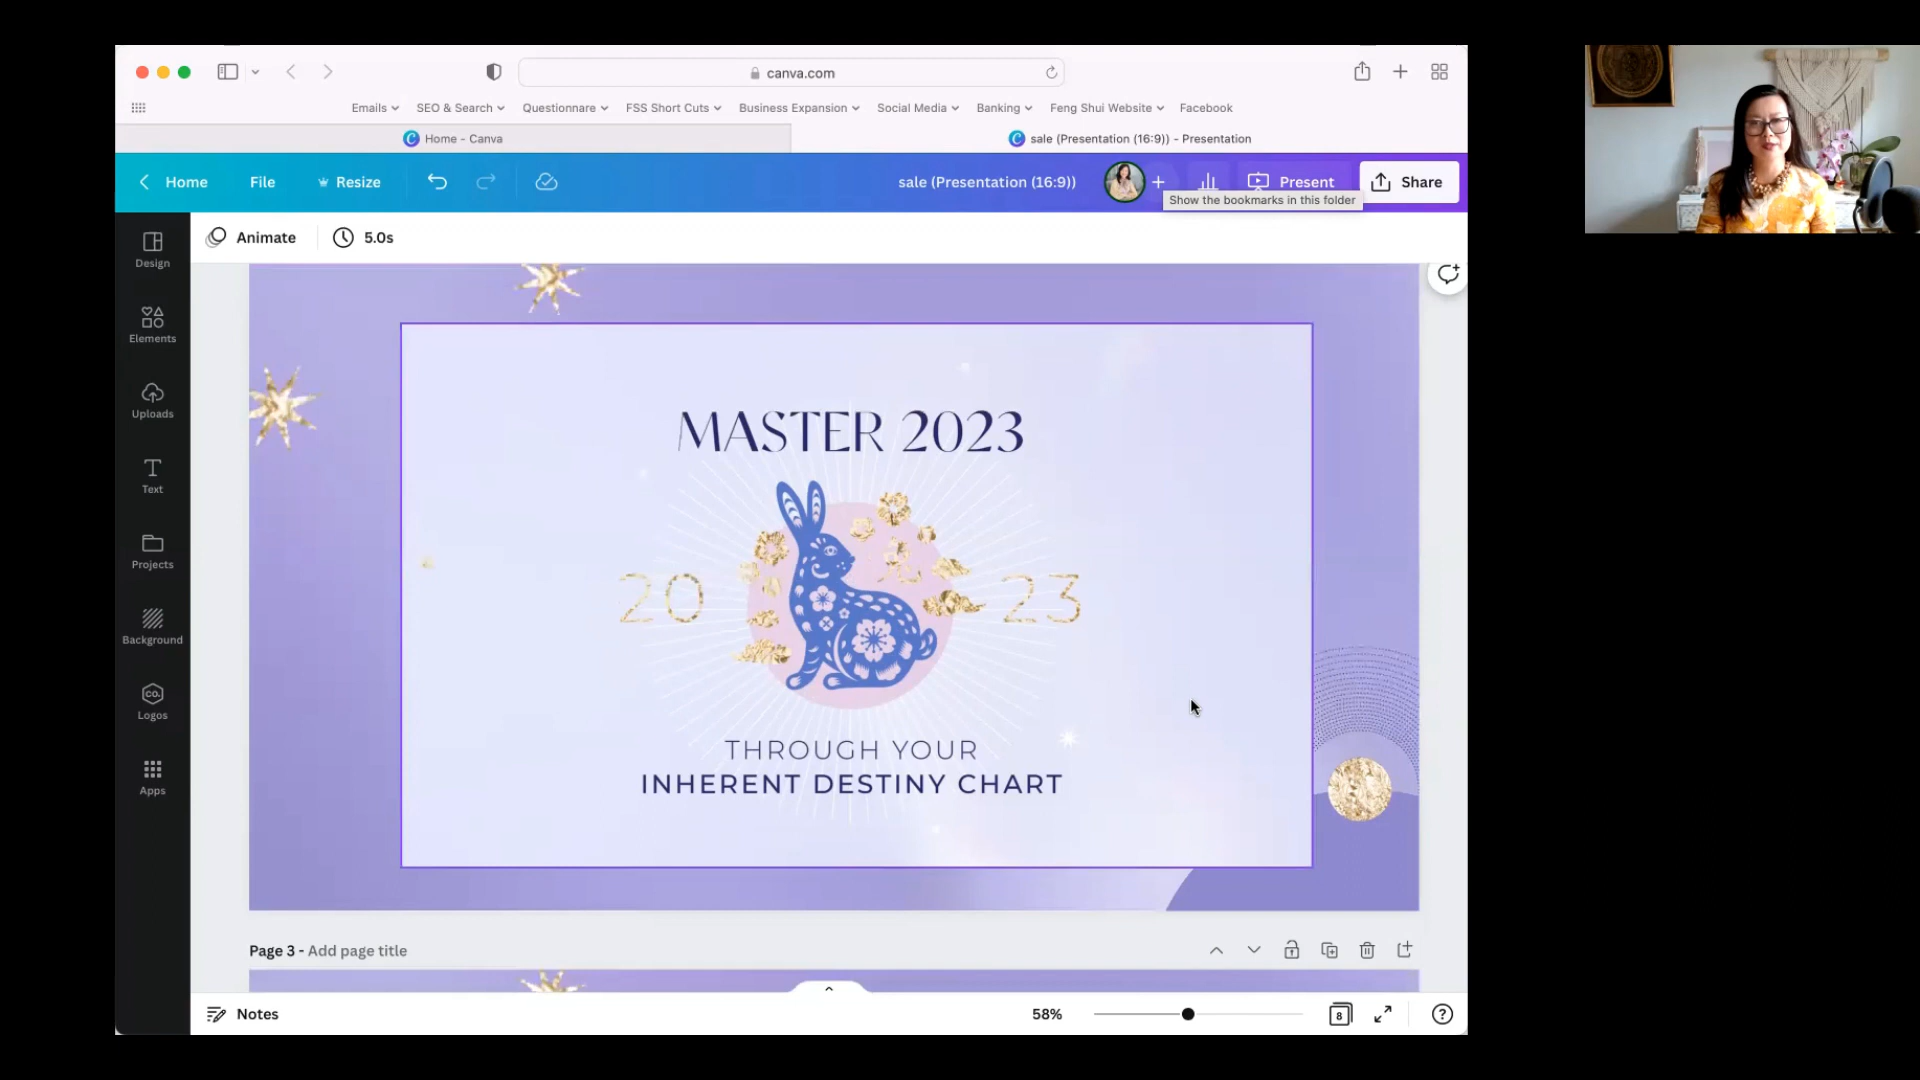 canva.com
Emails
SEO & Search
Questionnare
FSS Short Cuts
Business Expansion
Social Media
Banking
Feng Shui Website
Facebook
Home - Canva
sale (Presentation (16:9)) - Presentation
Home
File
Resize
sale (Presentation (16:9))
Present
Share
Show the bookmarks in this folder
Animate
5.0s
Design
Elements
Uploads
Text
Projects
Background
CO.
Logos
Apps
MASTER 2023
20 23
THROUGH YOUR
INHERENT DESTINY CHART
Page 3 - Add page title
Notes
58%
8